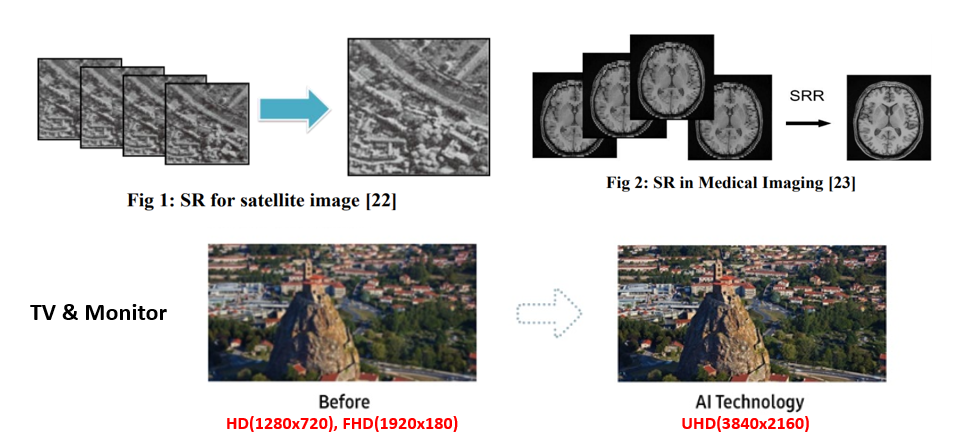 SRR
Fig 1: SR for satellite image [22]
Fig 2: SR in Medical Imaging [23]
TV & Monitor
Before
HD(1280x720), FHD(1920x180)
AI Technology
UHD(3840x2160)